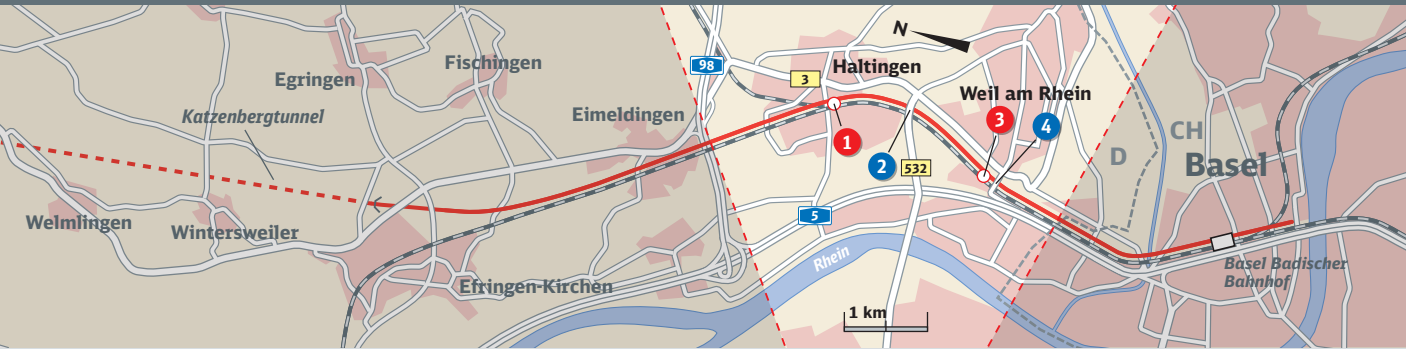 Egringen
Fischingen
Katzenbergtunnel
Eimeldingen
Welmlingen
Wintersweiler
Efringen-Kirchen
98
3
N
Haltingen
Weil am Rhein
1
2
532
3
4
5
Rhein
1 km
CH
D
Basel
Basel Badischer
Bahnhof